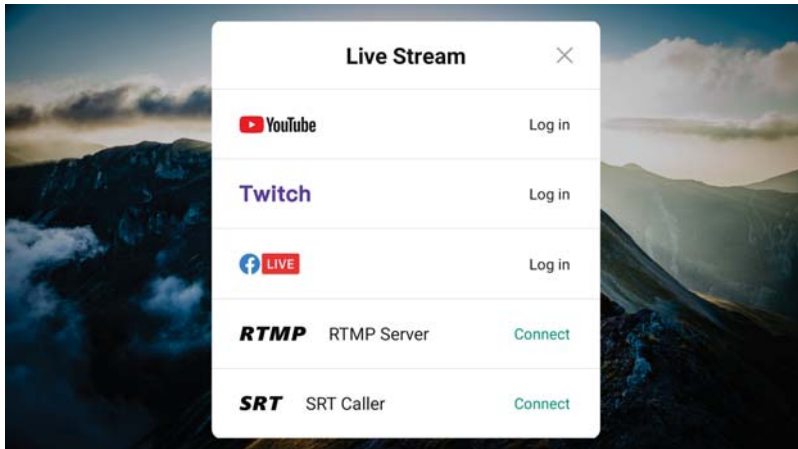 Live Stream
YouTube Log in
Twitch Log in
LIVE Log in
RTMP RTMP Server Connect
SRT SRT Caller Connect